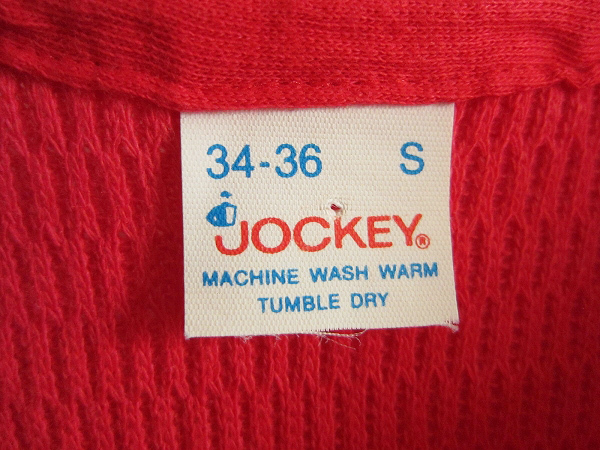 34-36 S
JOCKEY®
MACHINE WASH WARM
TUMBLE DRY